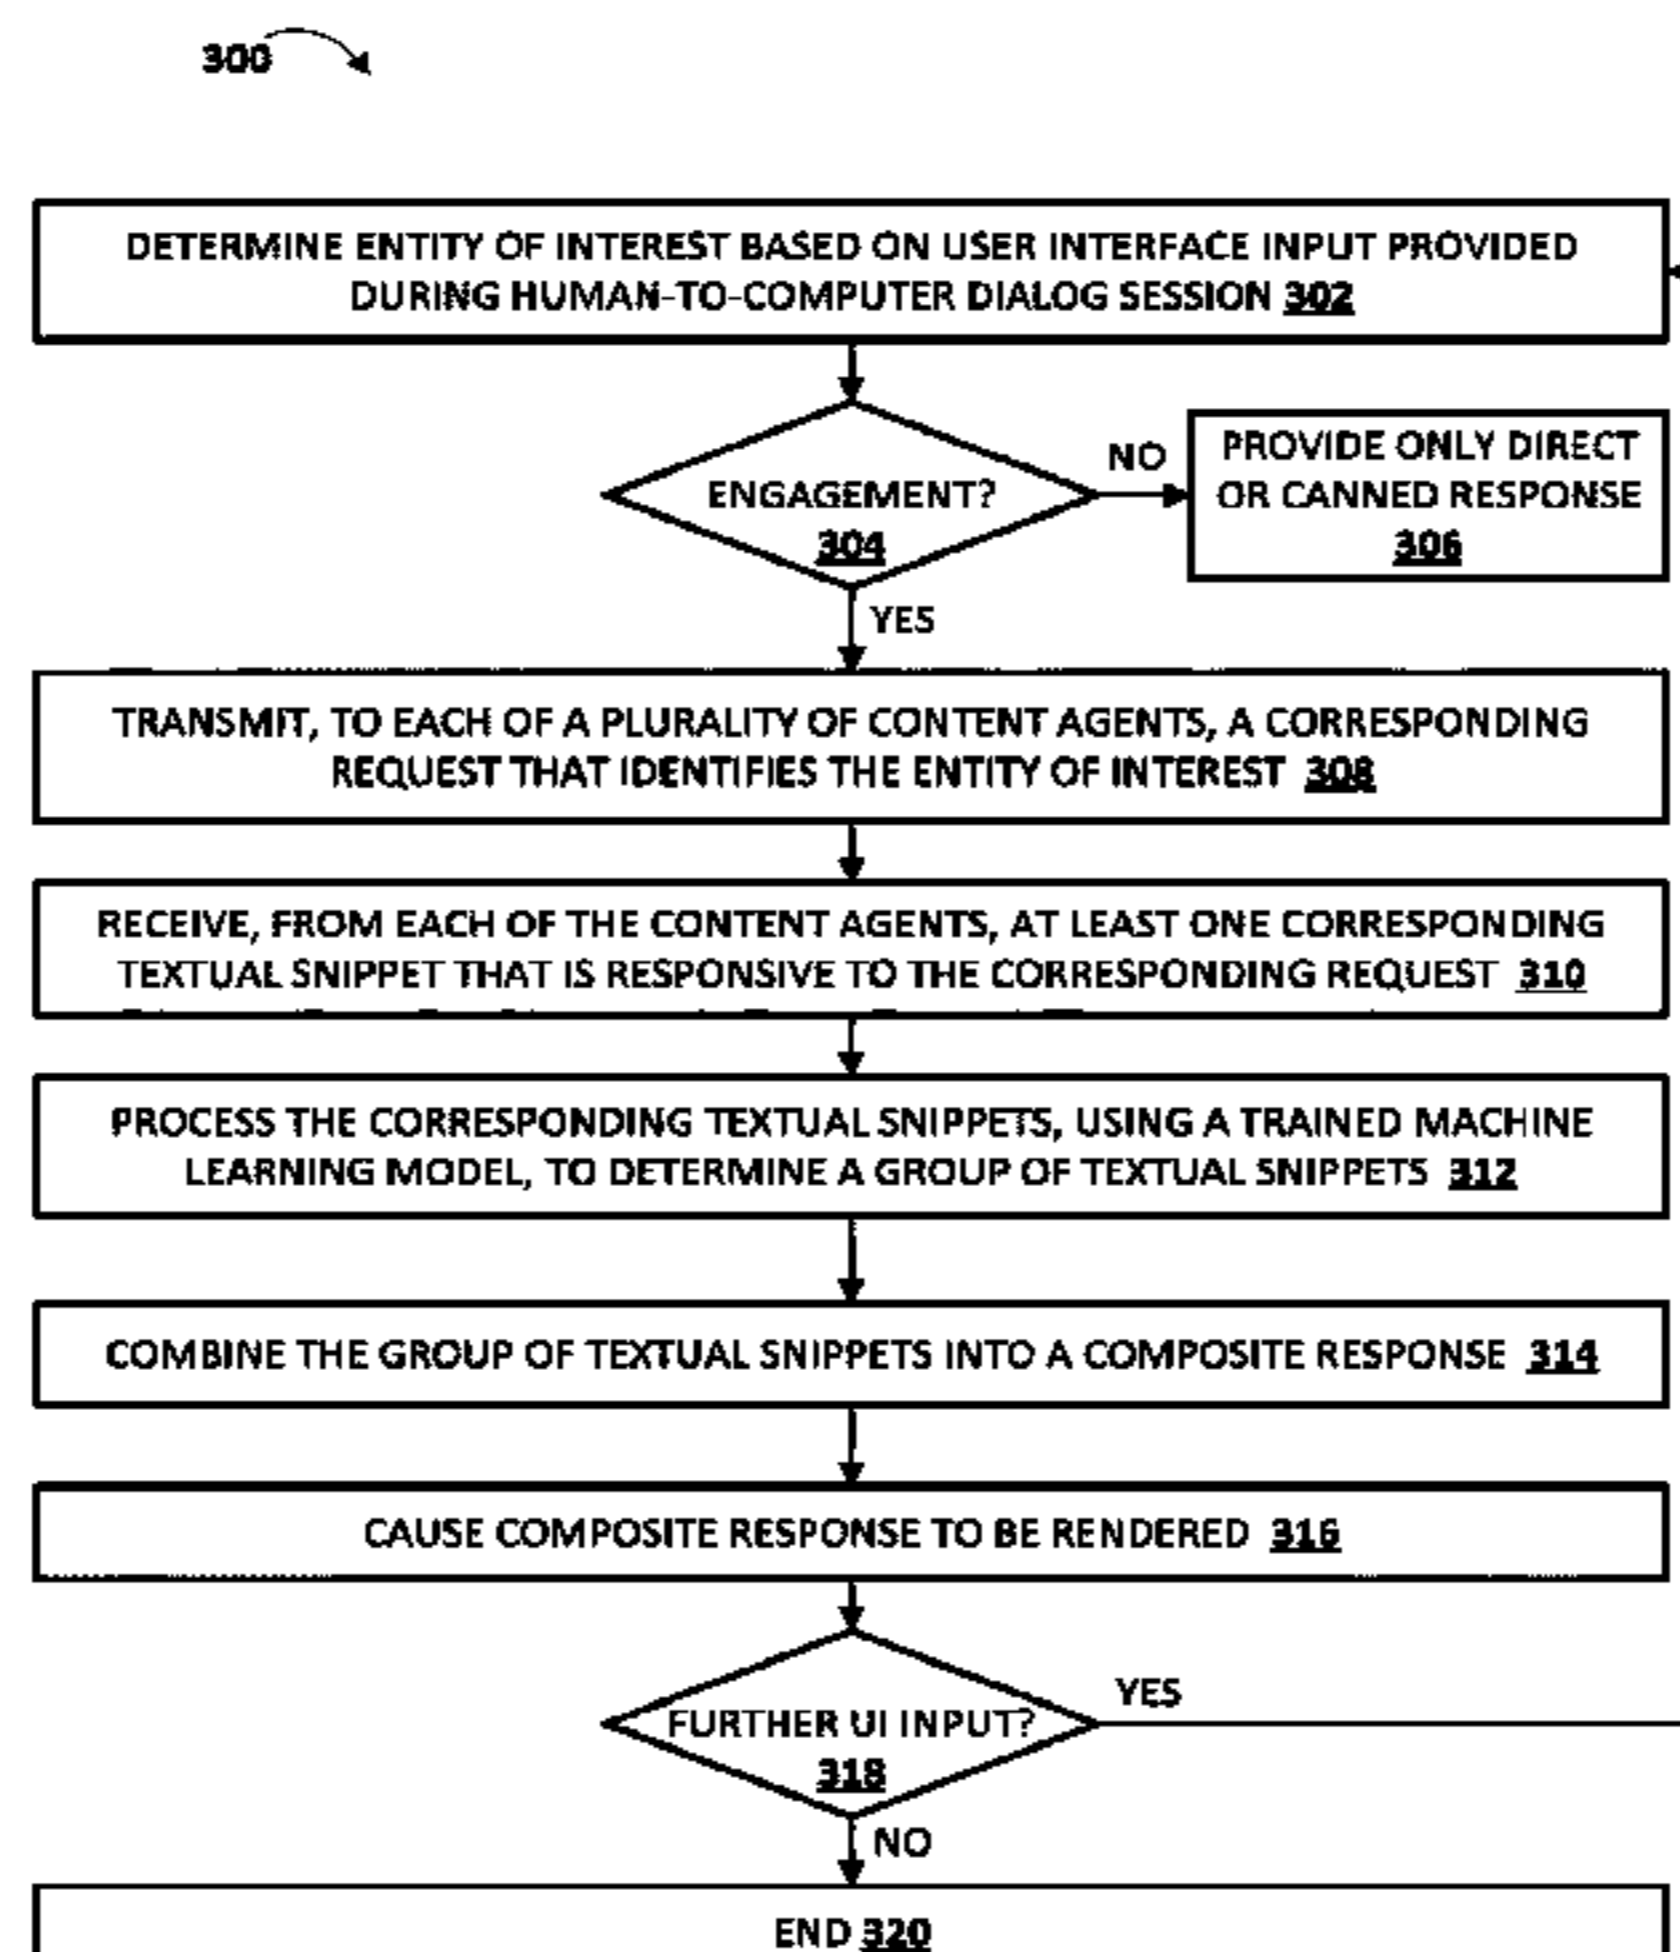 300
DETERMINE ENTITY OF INTEREST BASED ON USER INTERFACE INPUT PROVIDED
DURING HUMAN-TO-COMPUTER DIALOG SESSION 302
ENGAGEMENT?
304
NO
PROVIDE ONLY DIRECT
OR CANNED RESPONSE
306
YES
TRANSMIT, TO EACH OF A PLURALITY OF CONTENT AGENTS, A CORRESPONDING
REQUEST THAT IDENTIFIES THE ENTITY OF INTEREST 308
RECEIVE, FROM EACH OF THE CONTENT AGENTS, AT LEAST ONE CORRESPONDING
TEXTUAL SNIPPET THAT IS RESPONSIVE TO THE CORRESPONDING REQUEST 310
PROCESS THE CORRESPONDING TEXTUAL SNIPPETS, USING A TRAINED MACHINE
LEARNING MODEL, TO DETERMINE A GROUP OF TEXTUAL SNIPPETS 312
COMBINE THE GROUP OF TEXTUAL SNIPPETS INTO A COMPOSITE RESPONSE 314
CAUSE COMPOSITE RESPONSE TO BE RENDERED 316
FURTHER UI INPUT?
318
YES
NO
END 320